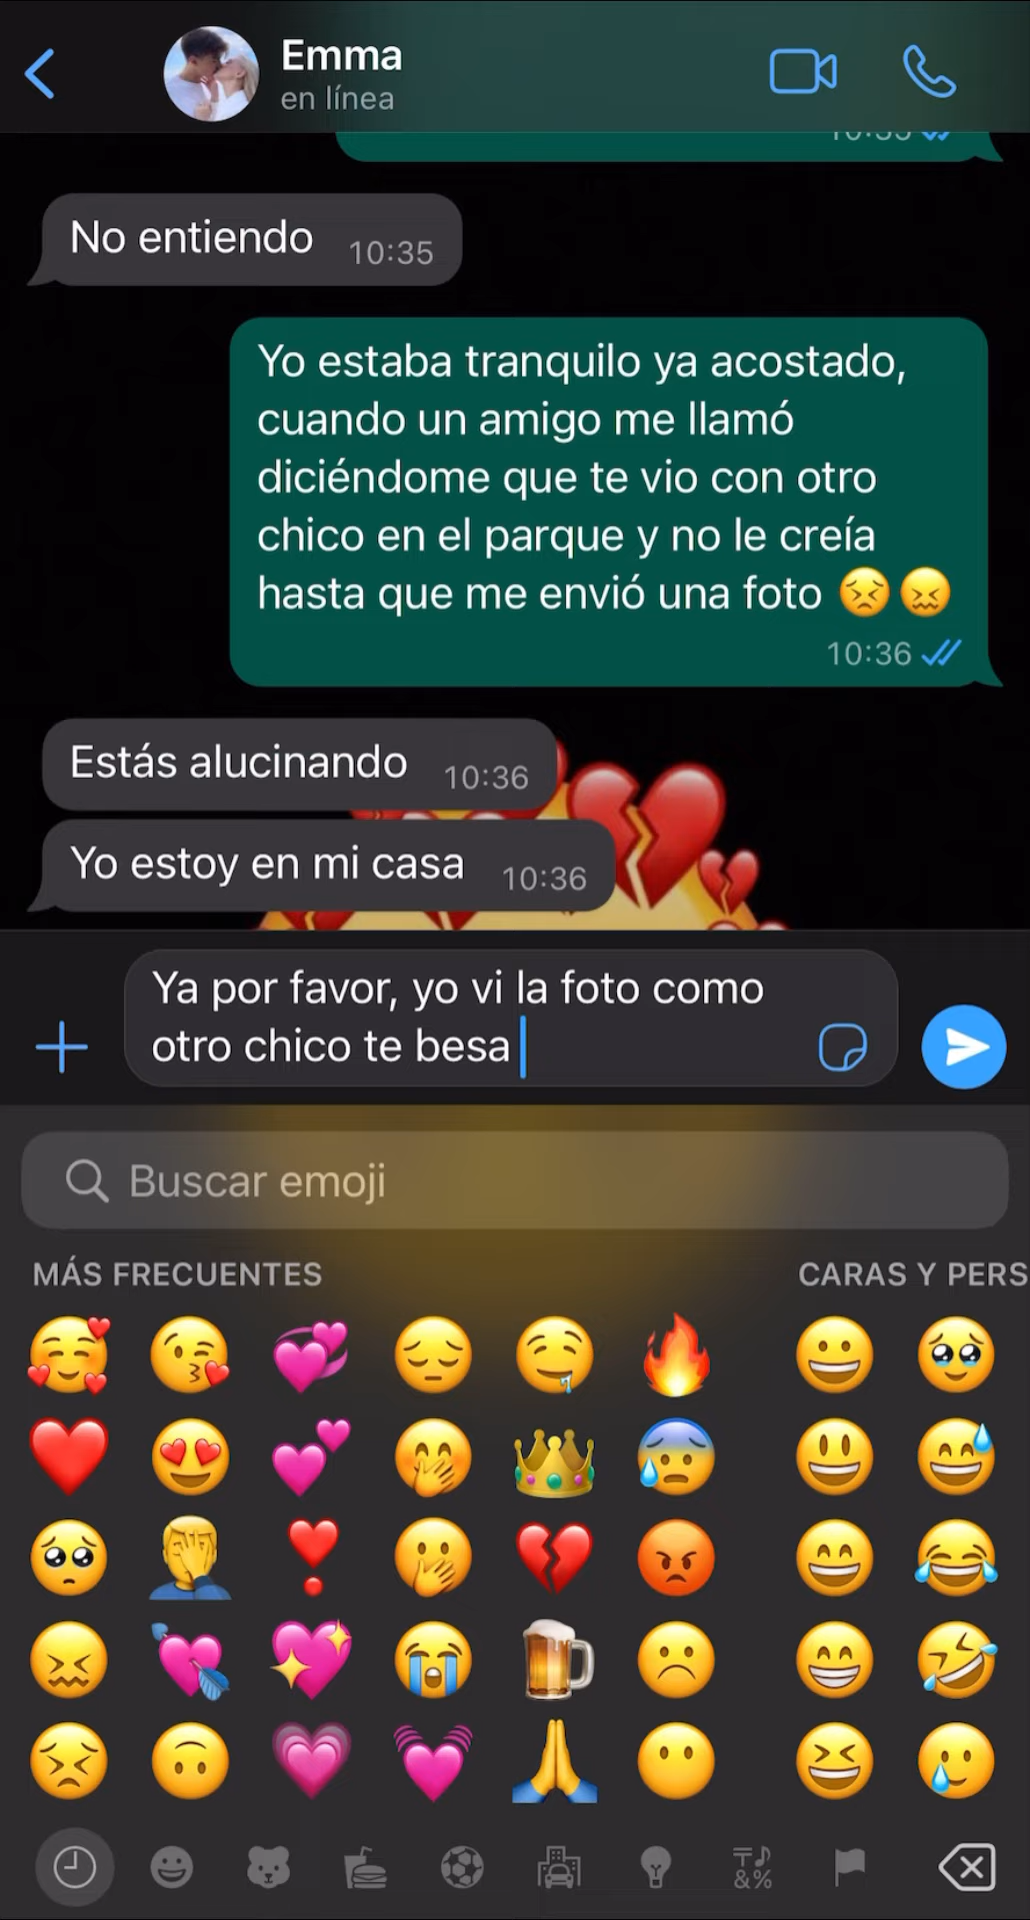 Emma
en línea
10:35
No entiendo 10:35
Yo estaba tranquilo ya acostado,
cuando un amigo me llamó
diciéndome que te vio con otro
chico en el parque y no le creía
hasta que me envió una foto 😣 😖
10:36
Estás alucinando 10:36
Yo estoy en mi casa 10:36
Ya por favor, yo vi la foto como
otro chico te besa
Buscar emoji
MÁS FRECUENTES CARAS Y PERS